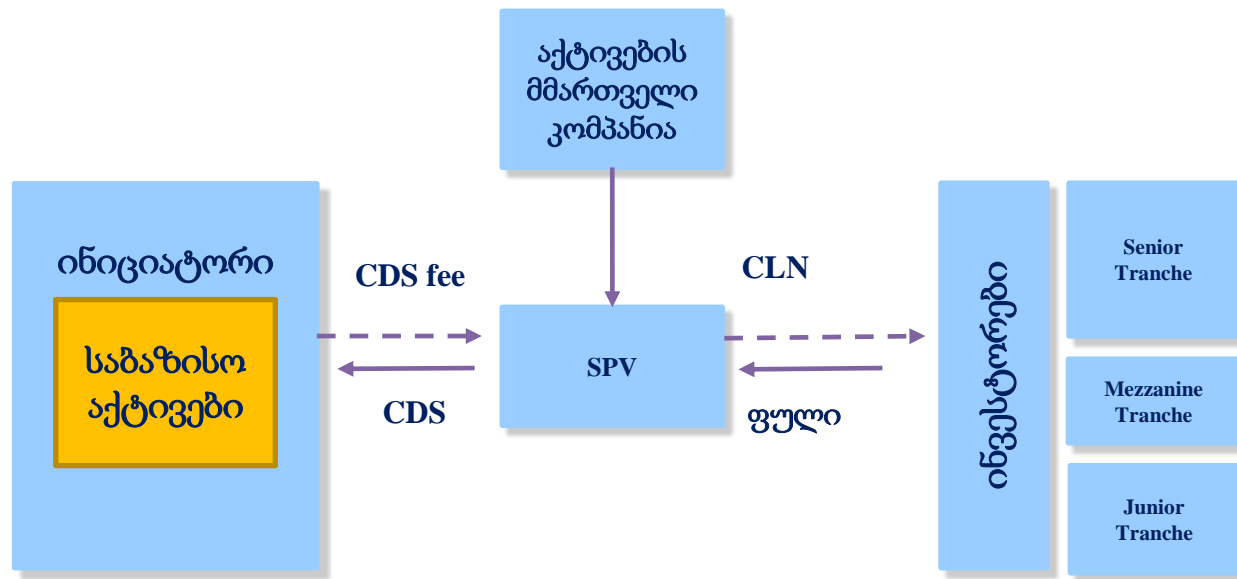 აქტივების
მმართველი
კომპანია
ინიციატორი
საბაზისო
აქტივები
CDS fee
CDS
SPV
CLN
ფული
ინვესტორები
Senior
Tranche
Mezzanine
Tranche
Junior
Tranche